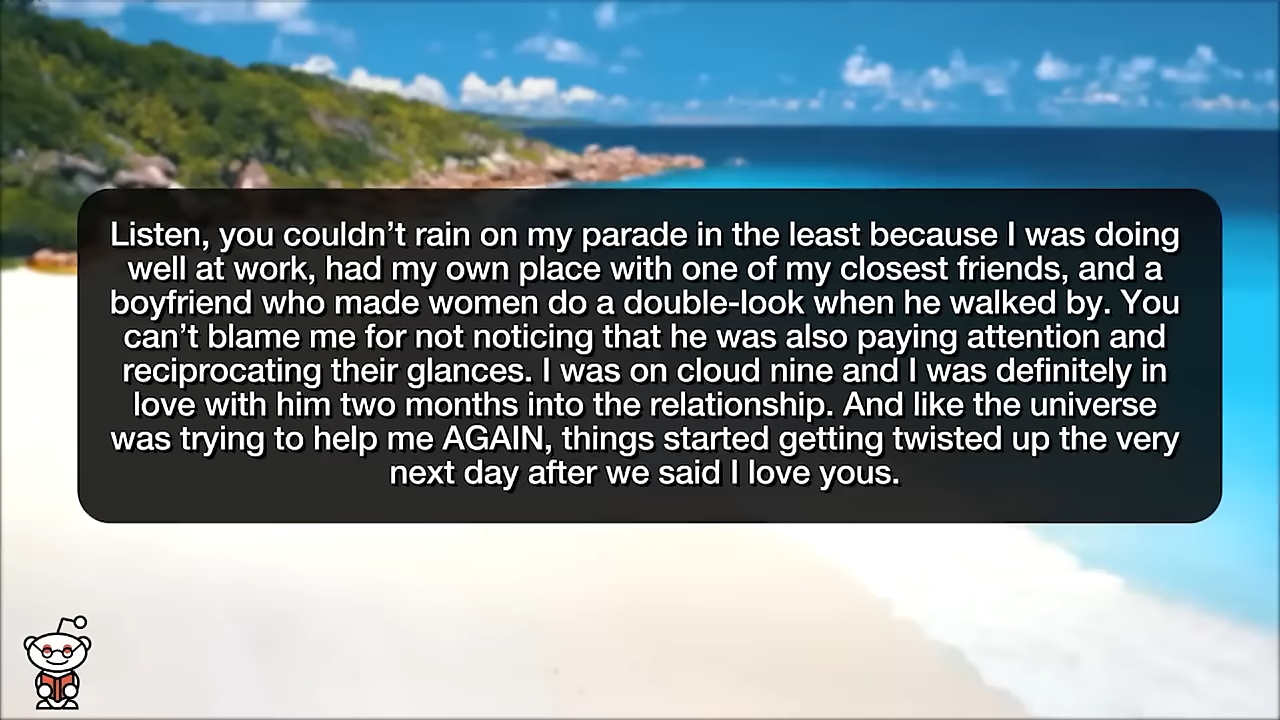 Listen, you couldn’t rain on my parade in the least because I was doing
well at work, had my own place with one of my closest friends, and a
boyfriend who made women do a double-look when he walked by. You
can’t blame me for not noticing that he was also paying attention and
reciprocating their glances. I was on cloud nine and I was definitely in
love with him two months into the relationship. And like the universe
was trying to help me AGAIN, things started getting twisted up the very
next day after we said I love yous.